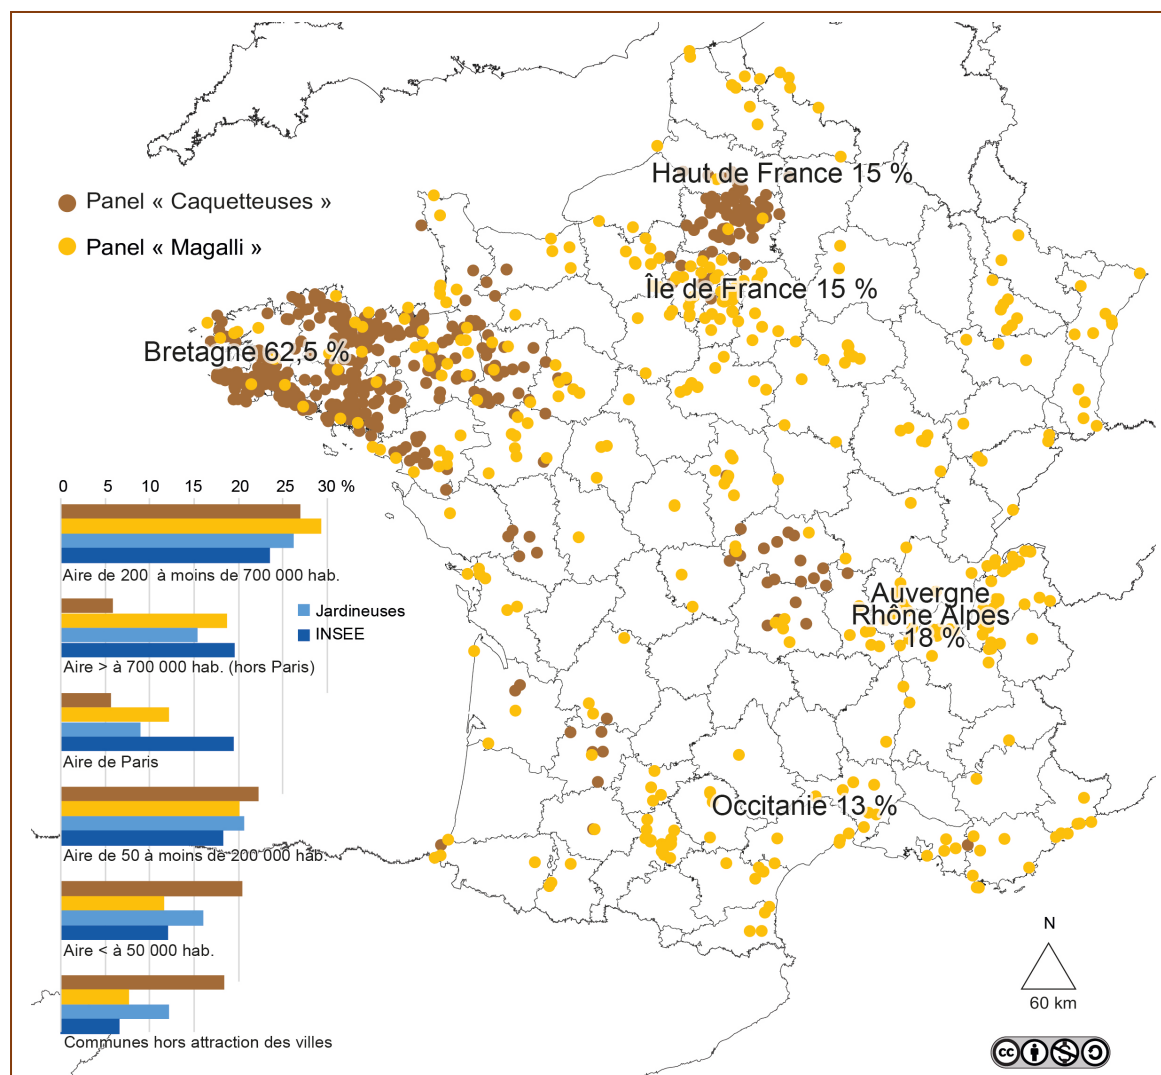 Haut de France 15 %
Panel « Caquetteuses »
Panel « Magalli »
Île de France 15 %
Bretagne 62,5 %
0 5 10 15 20 25 30 %
Aire de 200 à moins de 700 000 hab.
Jardineuses
INSEE
Aire > à 700 000 hab. (hors Paris)
Aire de Paris
Aire de 50 à moins de 200 000 hab.
Aire < à 50 000 hab.
Communes hors attraction des villes
Auvergne
Rhône Alpes
18 %
Occitanie 13 %
N
60 km
cc